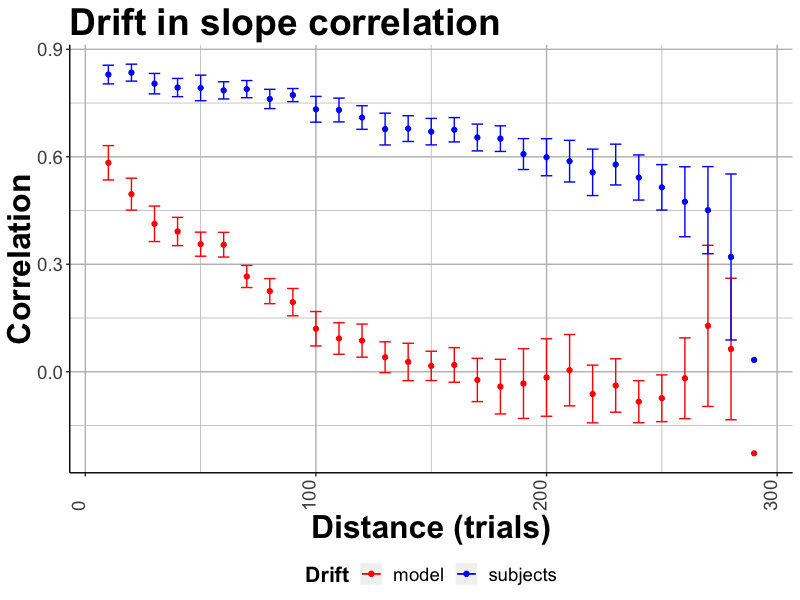 Drift in slope correlation
0.9
0.6
0.3
0.0
Correlation
0
100
200
300
Distance (trials)
Drift model subjects